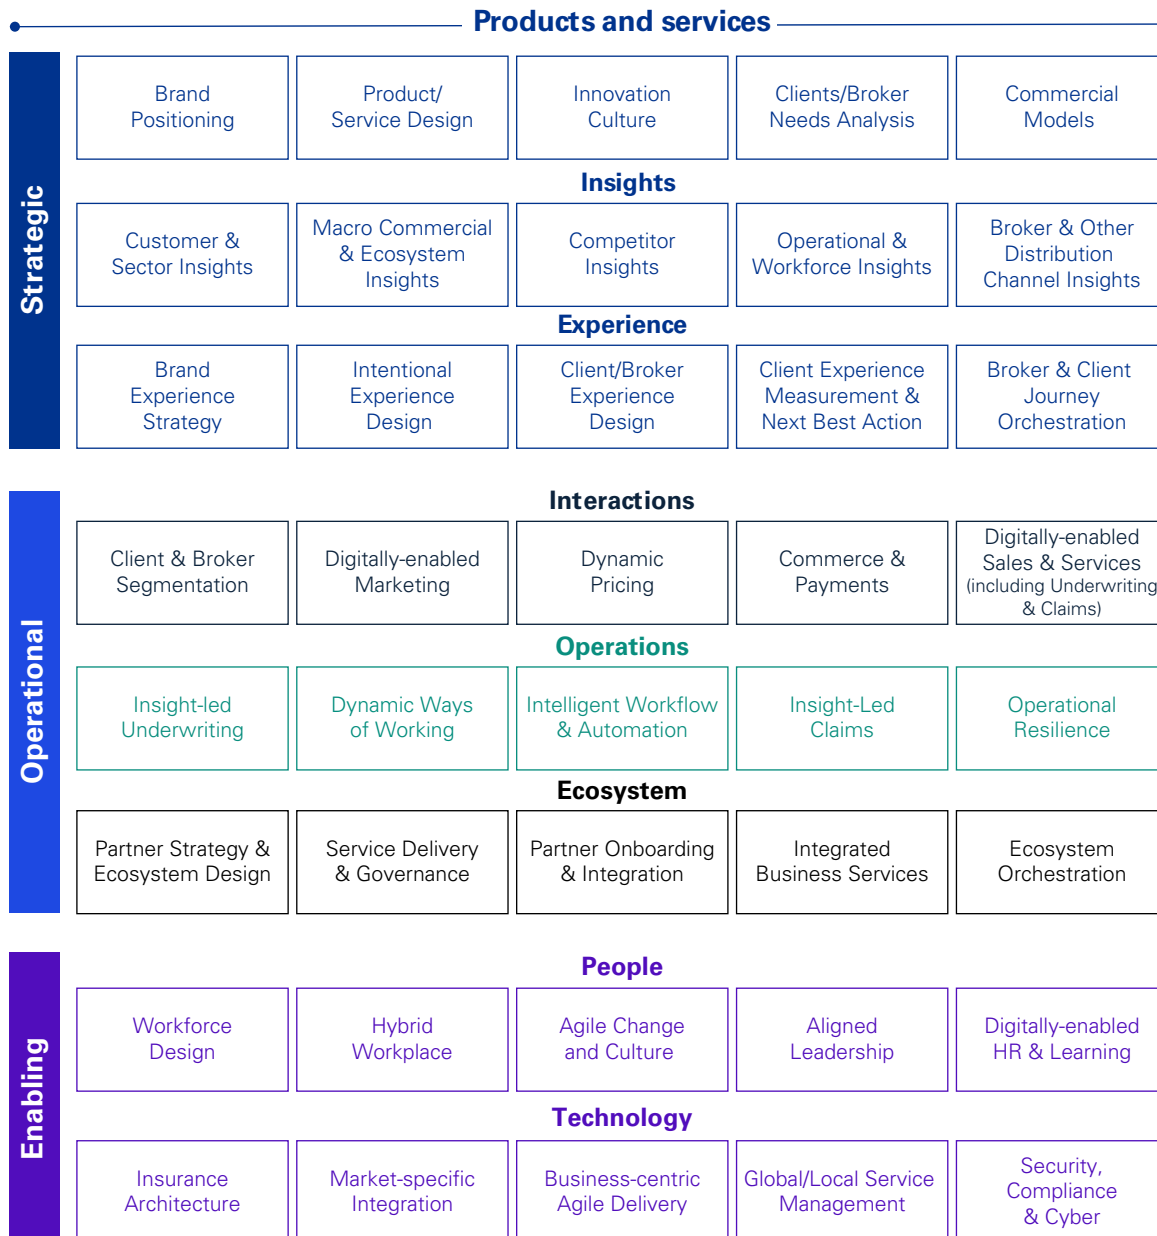 Products and services
Strategic
Brand
Positioning
Product/
Service Design
Innovation
Culture
Clients/Broker
Needs Analysis
Commercial
Models
Insights
Customer &
Sector Insights
Macro Commercial
& Ecosystem
Insights
Competitor
Insights
Operational &
Workforce Insights
Broker & Other
Distribution
Channel Insights
Experience
Brand
Experience
Strategy
Intentional
Experience
Design
Client/Broker
Experience
Design
Client Experience
Measurement &
Next Best Action
Broker & Client
Journey
Orchestration
Operational
Interactions
Client & Broker
Segmentation
Digitally-enabled
Marketing
Dynamic
Pricing
Commerce &
Payments
Digitally-enabled
Sales & Services
(including Underwriting
& Claims)
Operations
Insight-led
Underwriting
Dynamic Ways
of Working
Intelligent Workflow
& Automation
Insight-Led
Claims
Operational
Resilience
Ecosystem
Partner Strategy &
Ecosystem Design
Service Delivery
& Governance
Partner Onboarding
& Integration
Integrated
Business Services
Ecosystem
Orchestration
Enabling
People
Workforce
Design
Hybrid
Workplace
Agile Change
and Culture
Aligned
Leadership
Digitally-enabled
HR & Learning
Technology
Insurance
Architecture
Market-specific
Integration
Business-centric
Agile Delivery
Global/Local Service
Management
Security,
Compliance
& Cyber